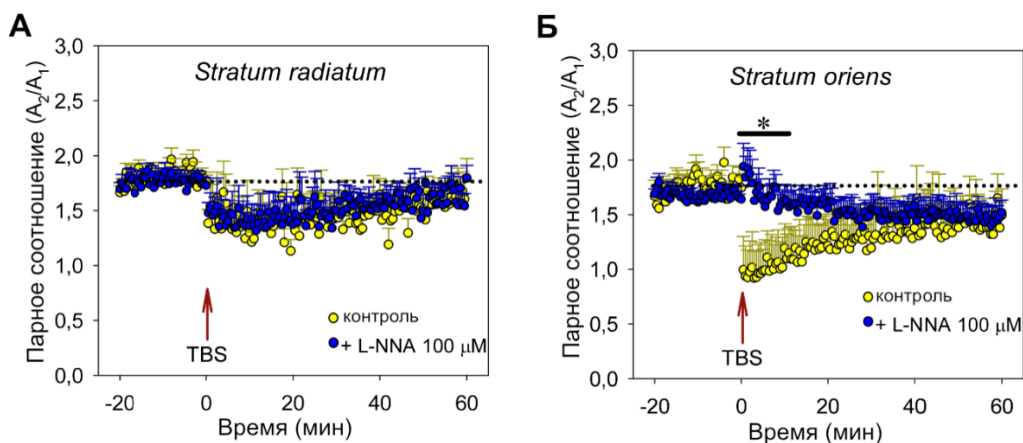 А
Stratum radiatum
Парное соотношение (A2/A1)
3,0
2,5
2,0
1,5
1,0
0,5
0,0
TBS
контроль
+ L-NNA 100 μM
-20 0 20 40 60
Время (мин)
Б
Stratum oriens
*
Парное соотношение (A2/A1)
3,0
2,5
2,0
1,5
1,0
0,5
0,0
TBS
контроль
+ L-NNA 100 μM
-20 0 20 40 60
Время (мин)